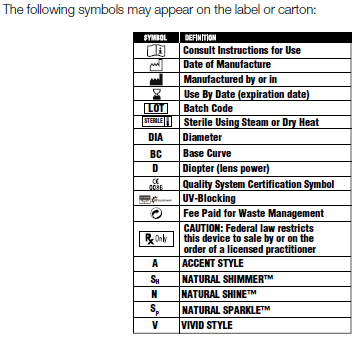 The following symbols may appear on the label or carton:
SYMBOL DEFINITION
Consult Instructions for Use
Date of Manufacture
Manufactured by or in
Use By Date (expiration date)
LOT Batch Code
STERILE Sterile Using Steam or Dry Heat
DIA Diameter
BC Base Curve
D Diopter (lens power)
CE 0086 Quality System Certification Symbol
UV-Blocking
Fee Paid for Waste Management
Rx Only CAUTION: Federal law restricts
this device to sale by or on the
order of a licensed practitioner
A ACCENT STYLE
SH NATURAL SHIMMER™
N NATURAL SHINE™
SP NATURAL SPARKLE™
V VIVID STYLE